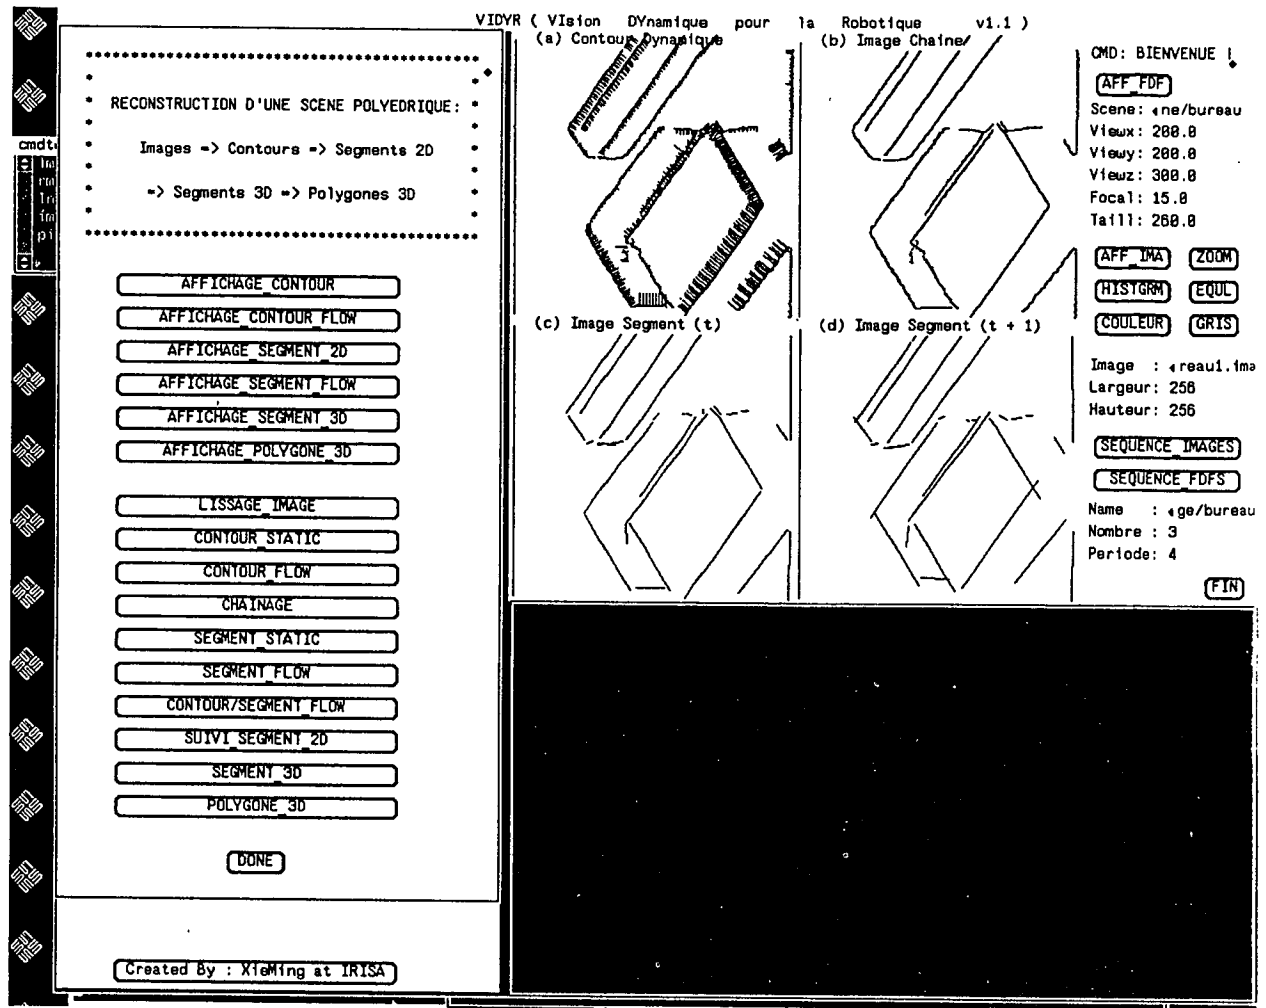 VIDYR ( VIsion DYnamique pour la Robotique v1.1 )
RECONSTRUCTION D'UNE SCENE POLYEDRIQUE:
Images => Contours => Segments 2D
=> Segments 3D => Polygones 3D
cmdt
im
rm
im
pi
AFFICHAGE_CONTOUR
AFFICHAGE_CONTOUR_FLOW
AFFICHAGE_SEGMENT_2D
AFFICHAGE_SEGMENT_FLOW
AFFICHAGE_SEGMENT_3D
AFFICHAGE_POLYGONE_3D
LISSAGE_IMAGE
CONTOUR_STATIC
CONTOUR_FLOW
CHAINAGE
SEGMENT_STATIC
SEGMENT_FLOW
CONTOUR/SEGMENT_FLOW
SUIVI_SEGMENT_2D
SEGMENT_3D
POLYGONE_3D
DONE
Created By : XieMing at IRISA
(a) Contour Dynamique
(b) Image Chaine
(c) Image Segment (t)
(d) Image Segment (t + 1)
CMD: BIENVENUE !
AFF_FDF
Scene: ne/bureau
Viewx: 200.0
Viewy: 200.0
Viewz: 300.0
Focal: 15.0
Taill: 260.0
AFF_IMA ZOOM
HISTGRM EQUL
COULEUR GRIS
Image : reau1.ima
Largeur: 256
Hauteur: 256
SEQUENCE_IMAGES
SEQUENCE_FDFS
Name : ge/bureau
Nombre : 3
Periode: 4
FIN